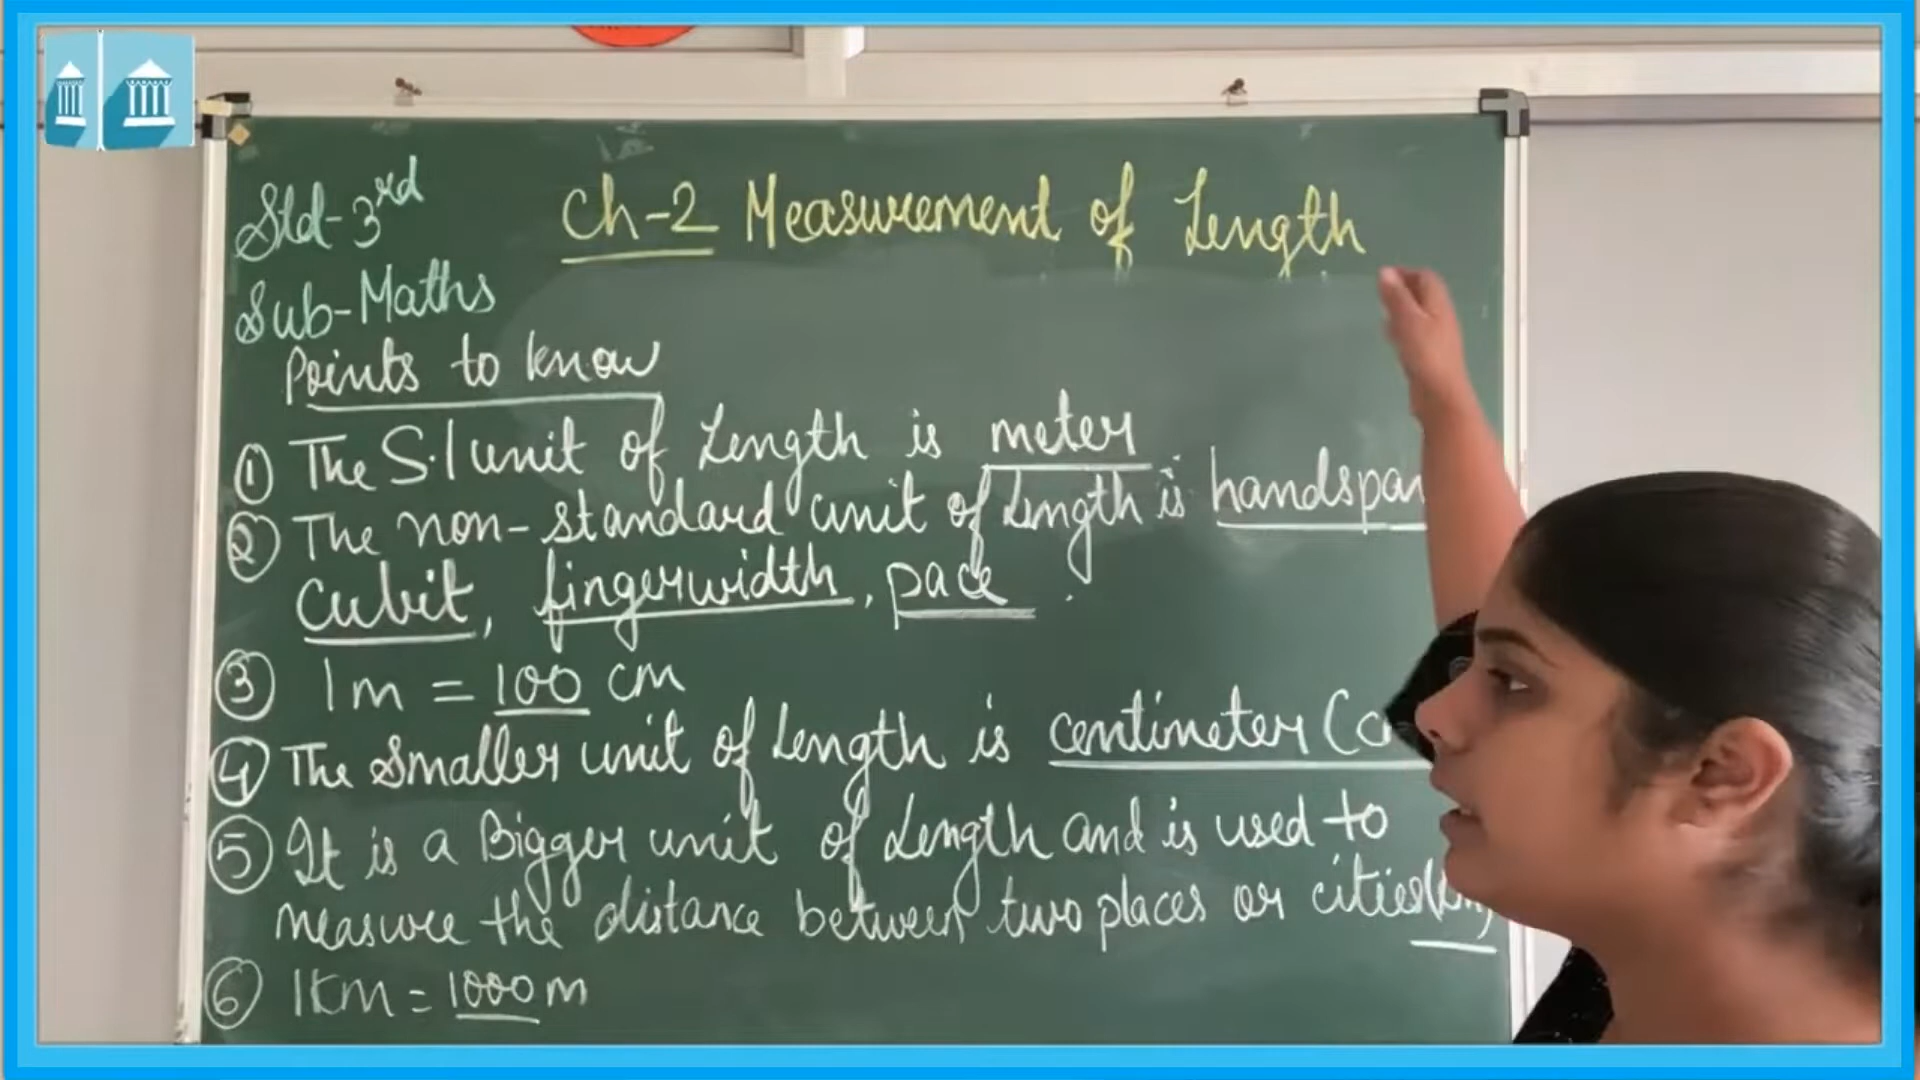 Std-3rd
Ch-2 Measurement of Length
Sub-Maths
Points to know
① The S.I unit of Length is meter
② The non-standard unit of Length is handspan
Cubit, fingerwidth, pace.
③ 1m = 100 cm
④ The Smaller unit of Length is centimeter (c
⑤ It is a Bigger unit of Length and is used to
measure the distance between two places or cities
⑥ 1km = 1000m